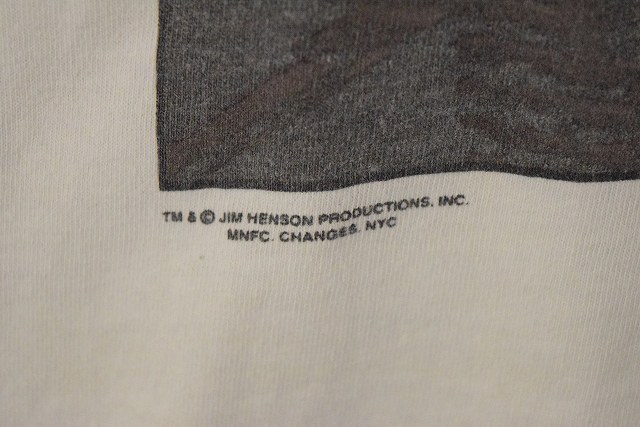 TM & © JIM HENSON PRODUCTIONS, INC.
MNFC. CHANGES, NYC